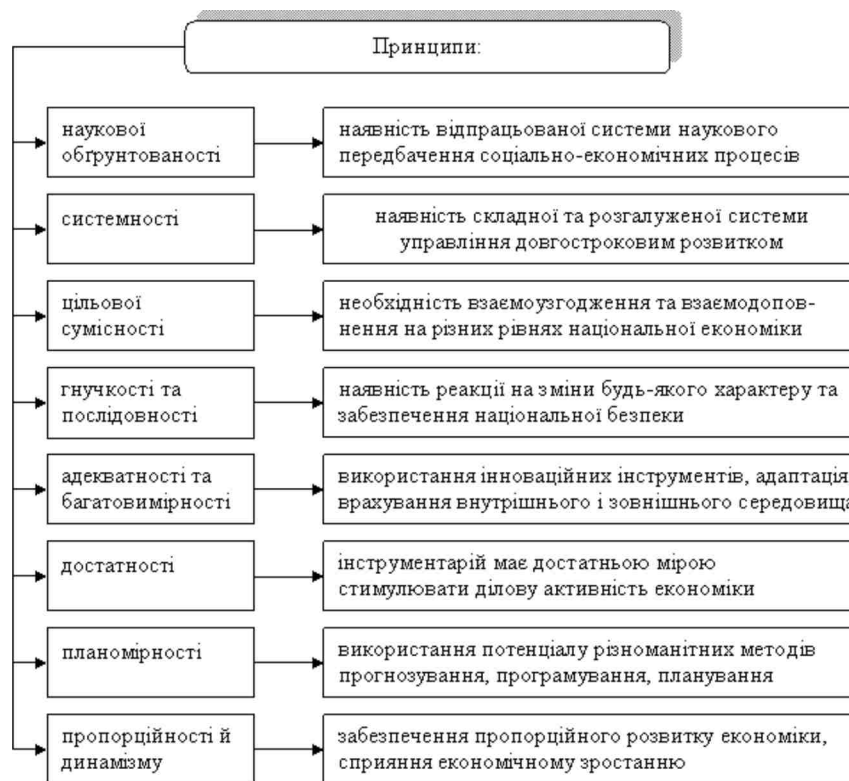 Принципи:
наукової
обґрунтованості
наявність відпрацьованої системи наукового
передбачення соціально-економічних процесів
системності
наявність складної та розгалуженої системи
управління довгостроковим розвитком
цільової
сумісності
необхідність взаємоузгодження та взаємодопов-
нення на різних рівнях національної економіки
гнучкості та
послідовності
наявність реакції на зміни будь-якого характеру та
забезпечення національної безпеки
адекватності та
багатовимірності
використання інноваційних інструментів, адаптація
врахування внутрішнього і зовнішнього середовища
достатності
інструментарій має достатньою мірою
стимулювати ділову активність економіки
планомірності
використання потенціалу різноманітних методів
прогнозування, програмування, планування
пропорційності й
динамізму
забезпечення пропорційного розвитку економіки,
сприяння економічному зростанню